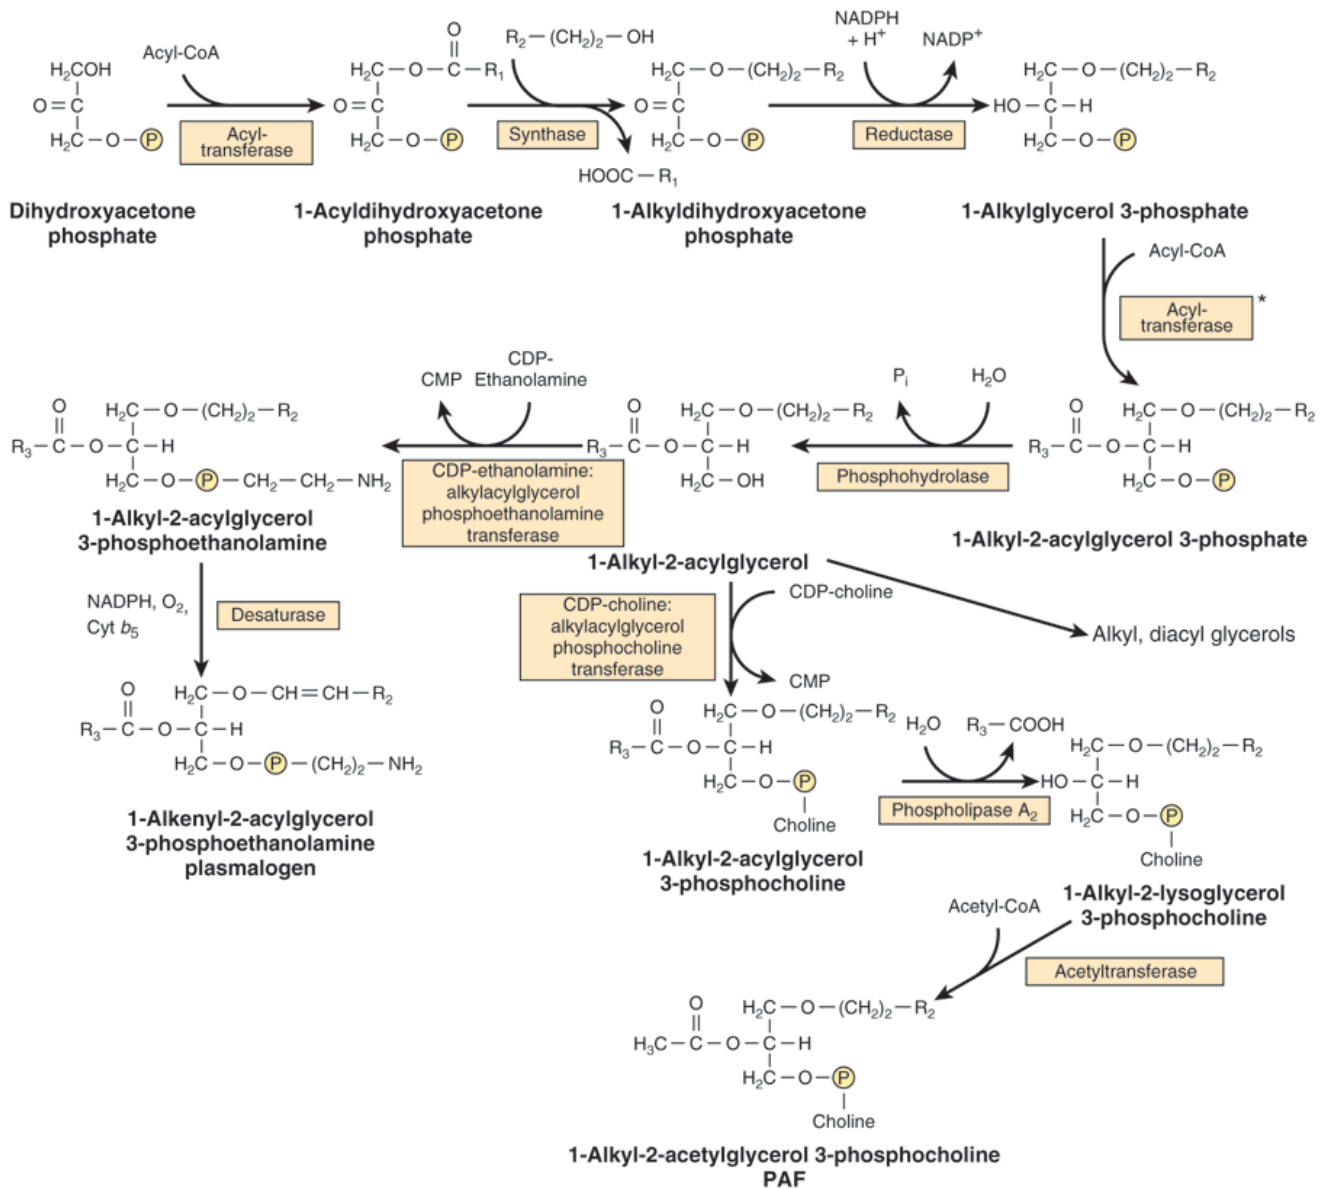 NADPH
+ H⁺
NADP⁺
Acyl-CoA
R₂—(CH₂)₂—OH
H₂COH
O=C
H₂C—O—P
Acyl-
transferase
O
H₂C—O—C—R₁
O=C
H₂C—O—P
Synthase
HOOC—R₁
H₂C—O—(CH₂)₂—R₂
O=C
H₂C—O—P
Reductase
H₂C—O—(CH₂)₂—R₂
HO—C—H
H₂C—O—P
Dihydroxyacetone
phosphate
1-Acyldihydroxyacetone
phosphate
1-Alkyldihydroxyacetone
phosphate
1-Alkylglycerol 3-phosphate
Acyl-CoA
Acyl-
transferase
*
O
H₂C—O—(CH₂)₂—R₂
R₃—C—O—C—H
H₂C—O—P
1-Alkyl-2-acylglycerol 3-phosphate
Pᵢ
H₂O
Phosphohydrolase
O
H₂C—O—(CH₂)₂—R₂
R₃—C—O—C—H
H₂C—OH
1-Alkyl-2-acylglycerol
CMP
CDP-
Ethanolamine
CDP-ethanolamine:
alkylacylglycerol
phosphoethanolamine
transferase
O
H₂C—O—(CH₂)₂—R₂
R₃—C—O—C—H
H₂C—O—P—CH₂—CH₂—NH₂
1-Alkyl-2-acylglycerol
3-phosphoethanolamine
NADPH, O₂,
Cyt b₅
Desaturase
O
H₂C—O—CH=CH—R₂
R₃—C—O—C—H
H₂C—O—P—(CH₂)₂—NH₂
1-Alkenyl-2-acylglycerol
3-phosphoethanolamine
plasmalogen
CDP-choline:
alkylacylglycerol
phosphocholine
transferase
CDP-choline
CMP
Alkyl, diacyl glycerols
O
H₂C—O—(CH₂)₂—R₂
R₃—C—O—C—H
H₂C—O—P
Choline
1-Alkyl-2-acylglycerol
3-phosphocholine
H₂O
R₃—COOH
Phospholipase A₂
H₂C—O—(CH₂)₂—R₂
HO—C—H
H₂C—O—P
Choline
1-Alkyl-2-lysoglycerol
3-phosphocholine
Acetyl-CoA
Acetyltransferase
O
H₂C—O—(CH₂)₂—R₂
H₃C—C—O—C—H
H₂C—O—P
Choline
1-Alkyl-2-acetylglycerol 3-phosphocholine
PAF